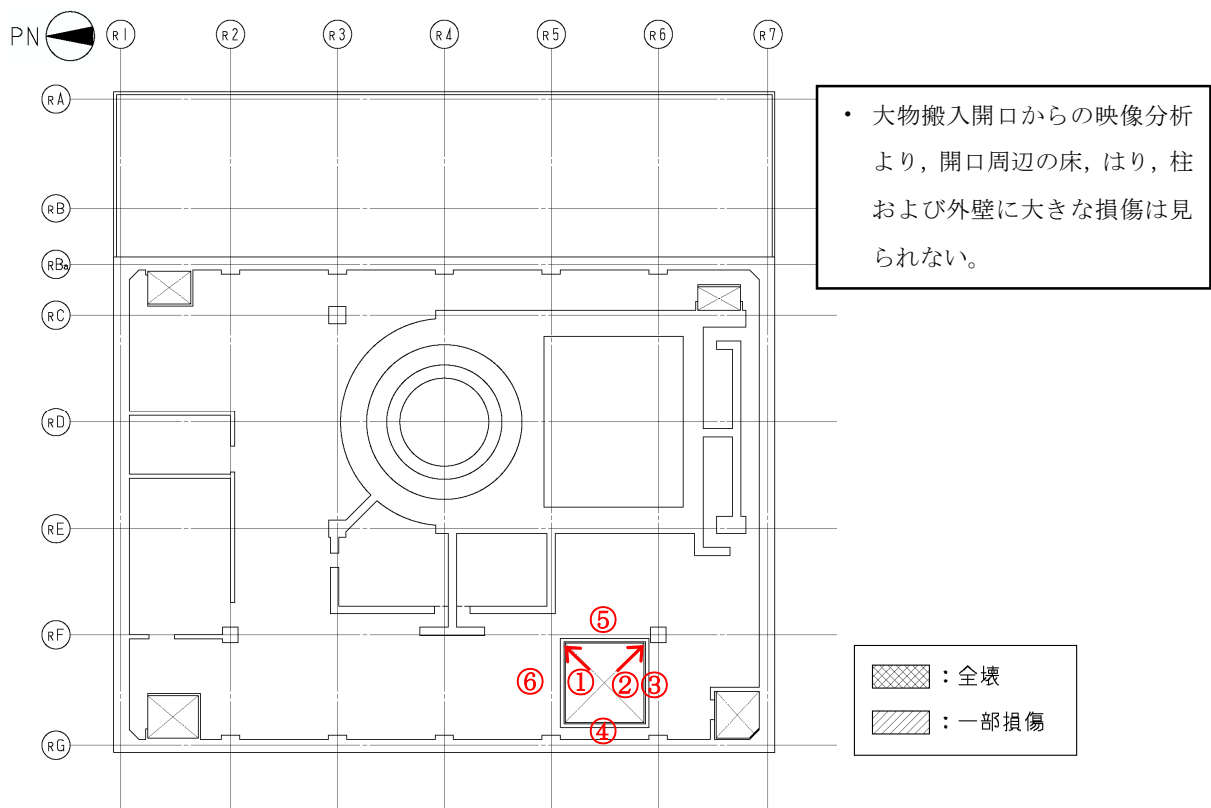 PN
R1 R2 R3 R4 R5 R6 R7
RA
RB
RBa
RC
RD
RE
RF
RG
・ 大物搬入開口からの映像分析
より，開口周辺の床，はり，柱
および外壁に大きな損傷は見
られない。
⑤
⑥ ① ② ③
④
：全壊
：一部損傷